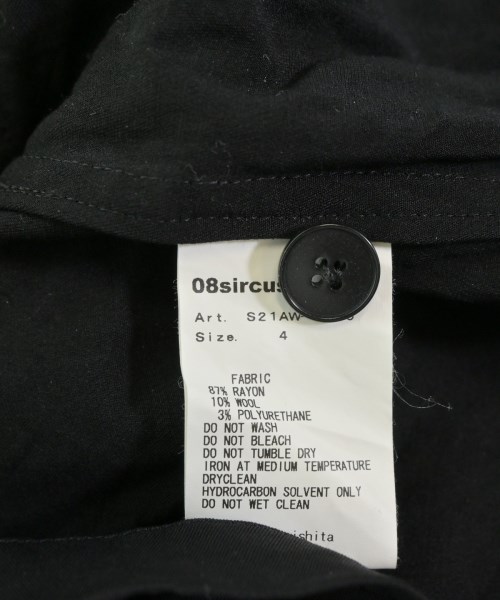 08sircus
Art. S21AW
Size. 4
FABRIC
87% RAYON
10% WOOL
3% POLYURETHANE
DO NOT WASH
DO NOT BLEACH
DO NOT TUMBLE DRY
IRON AT MEDIUM TEMPERATURE
DRYCLEAN
HYDROCARBON SOLVENT ONLY
DO NOT WET CLEAN